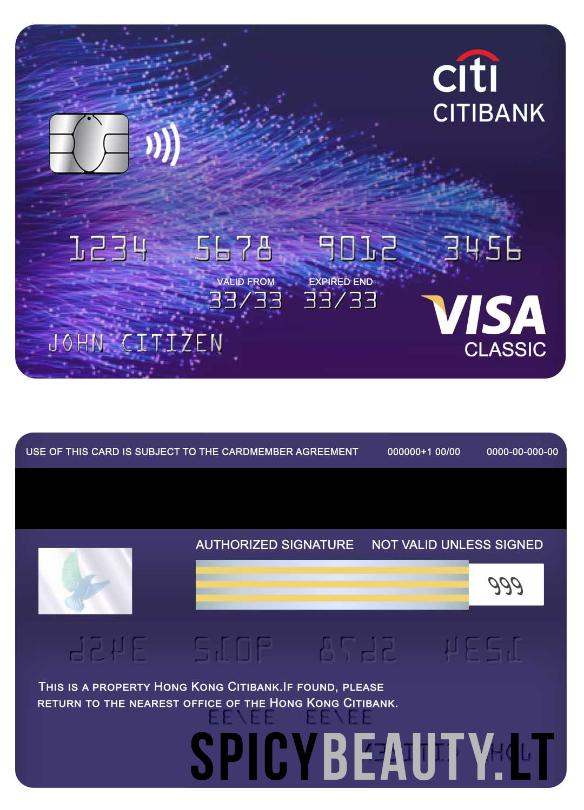 citi
CITIBANK
1234 5678 9012 3456
VALID FROM EXPIRED END
33/33 33/33
JOHN CITIZEN
VISA
CLASSIC
USE OF THIS CARD IS SUBJECT TO THE CARDMEMBER AGREEMENT 000000+1 00/00 0000-00-000-00
AUTHORIZED SIGNATURE NOT VALID UNLESS SIGNED
999
THIS IS A PROPERTY HONG KONG CITIBANK.IF FOUND, PLEASE
RETURN TO THE NEAREST OFFICE OF THE HONG KONG CITIBANK.
SPICYBEAUTY.LT